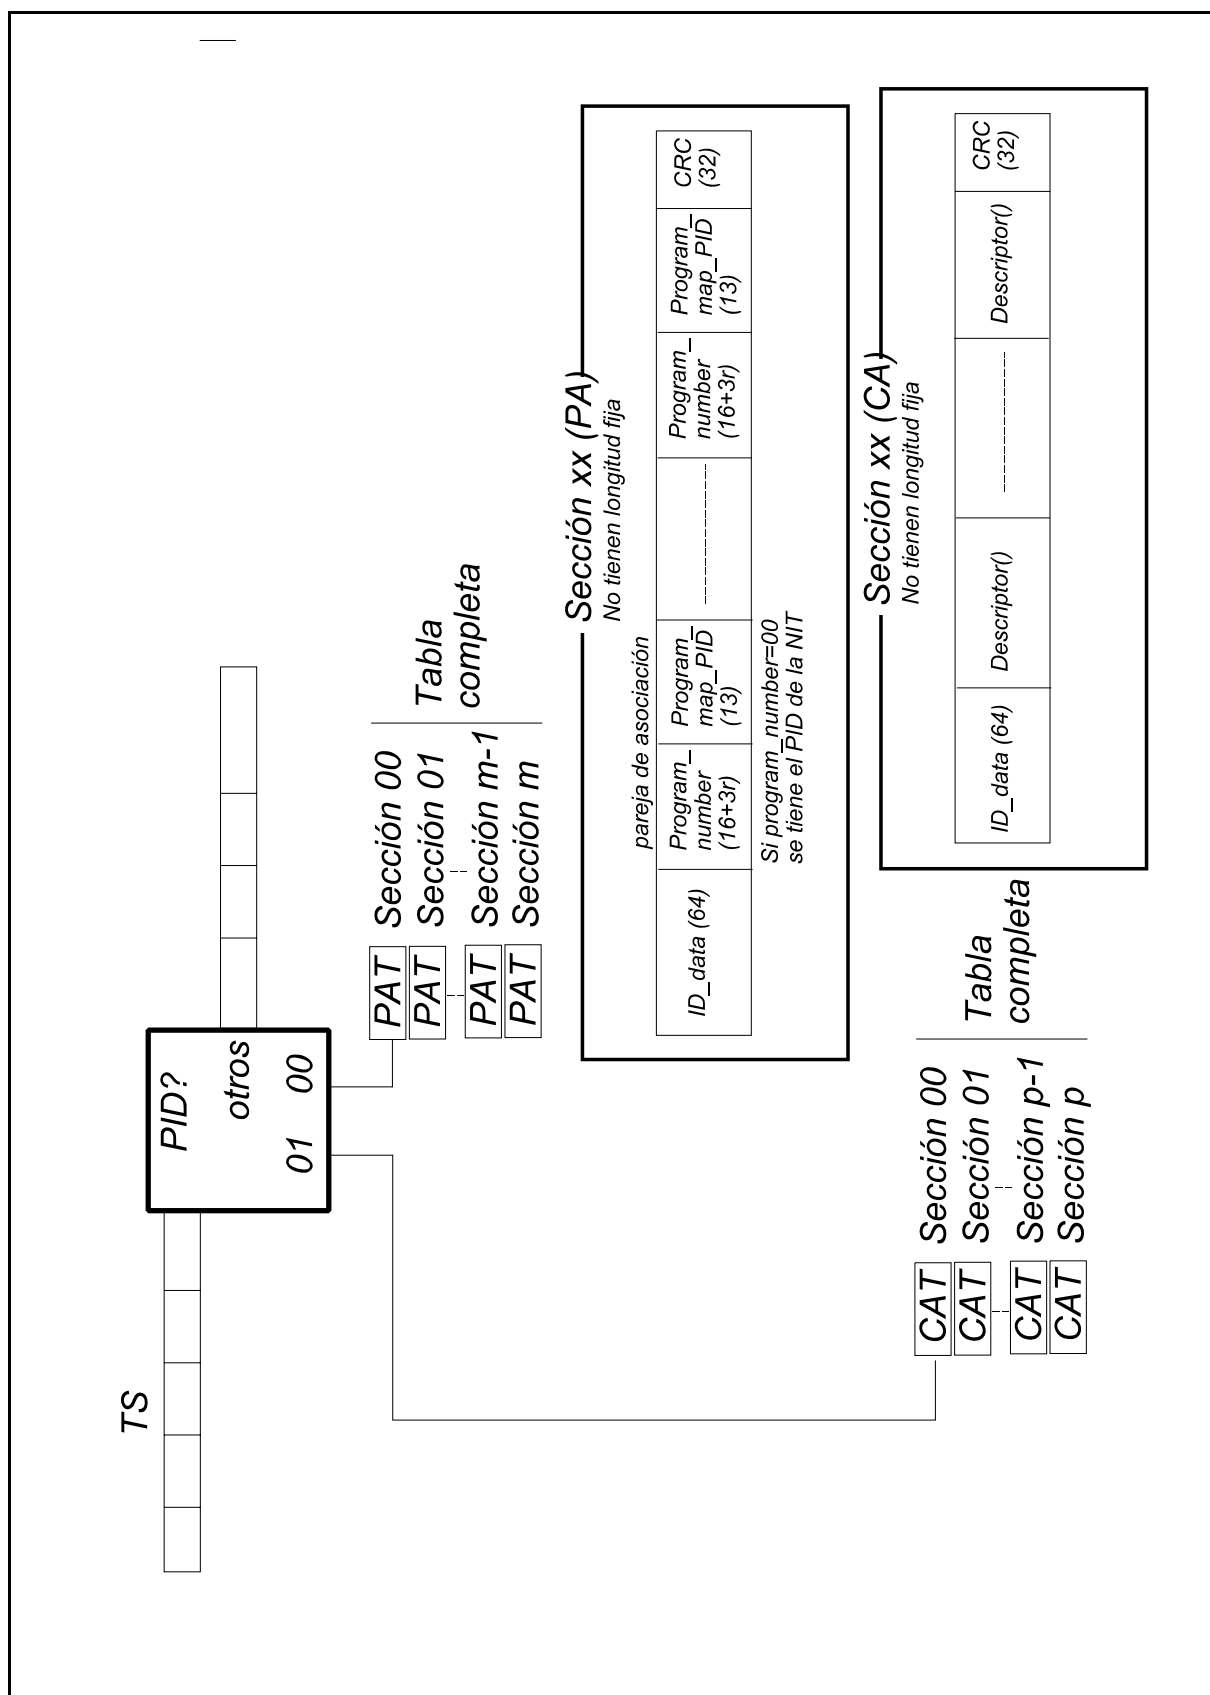 TS
PID?
otros
01 00
PAT Sección 00
PAT Sección 01
PAT Sección m-1
PAT Sección m
Tabla
completa
Sección xx (PA)
No tienen longitud fija
pareja de asociación
ID_data (64)
Program_
number
(16+3r)
Program_
map_PID
(13)
Program_
number
(16+3r)
Program_
map_PID
(13)
CRC
(32)
Si program_number=00
se tiene el PID de la NIT
CAT Sección 00
CAT Sección 01
CAT Sección p-1
CAT Sección p
Tabla
completa
Sección xx (CA)
No tienen longitud fija
ID_data (64)
Descriptor()
Descriptor()
CRC
(32)